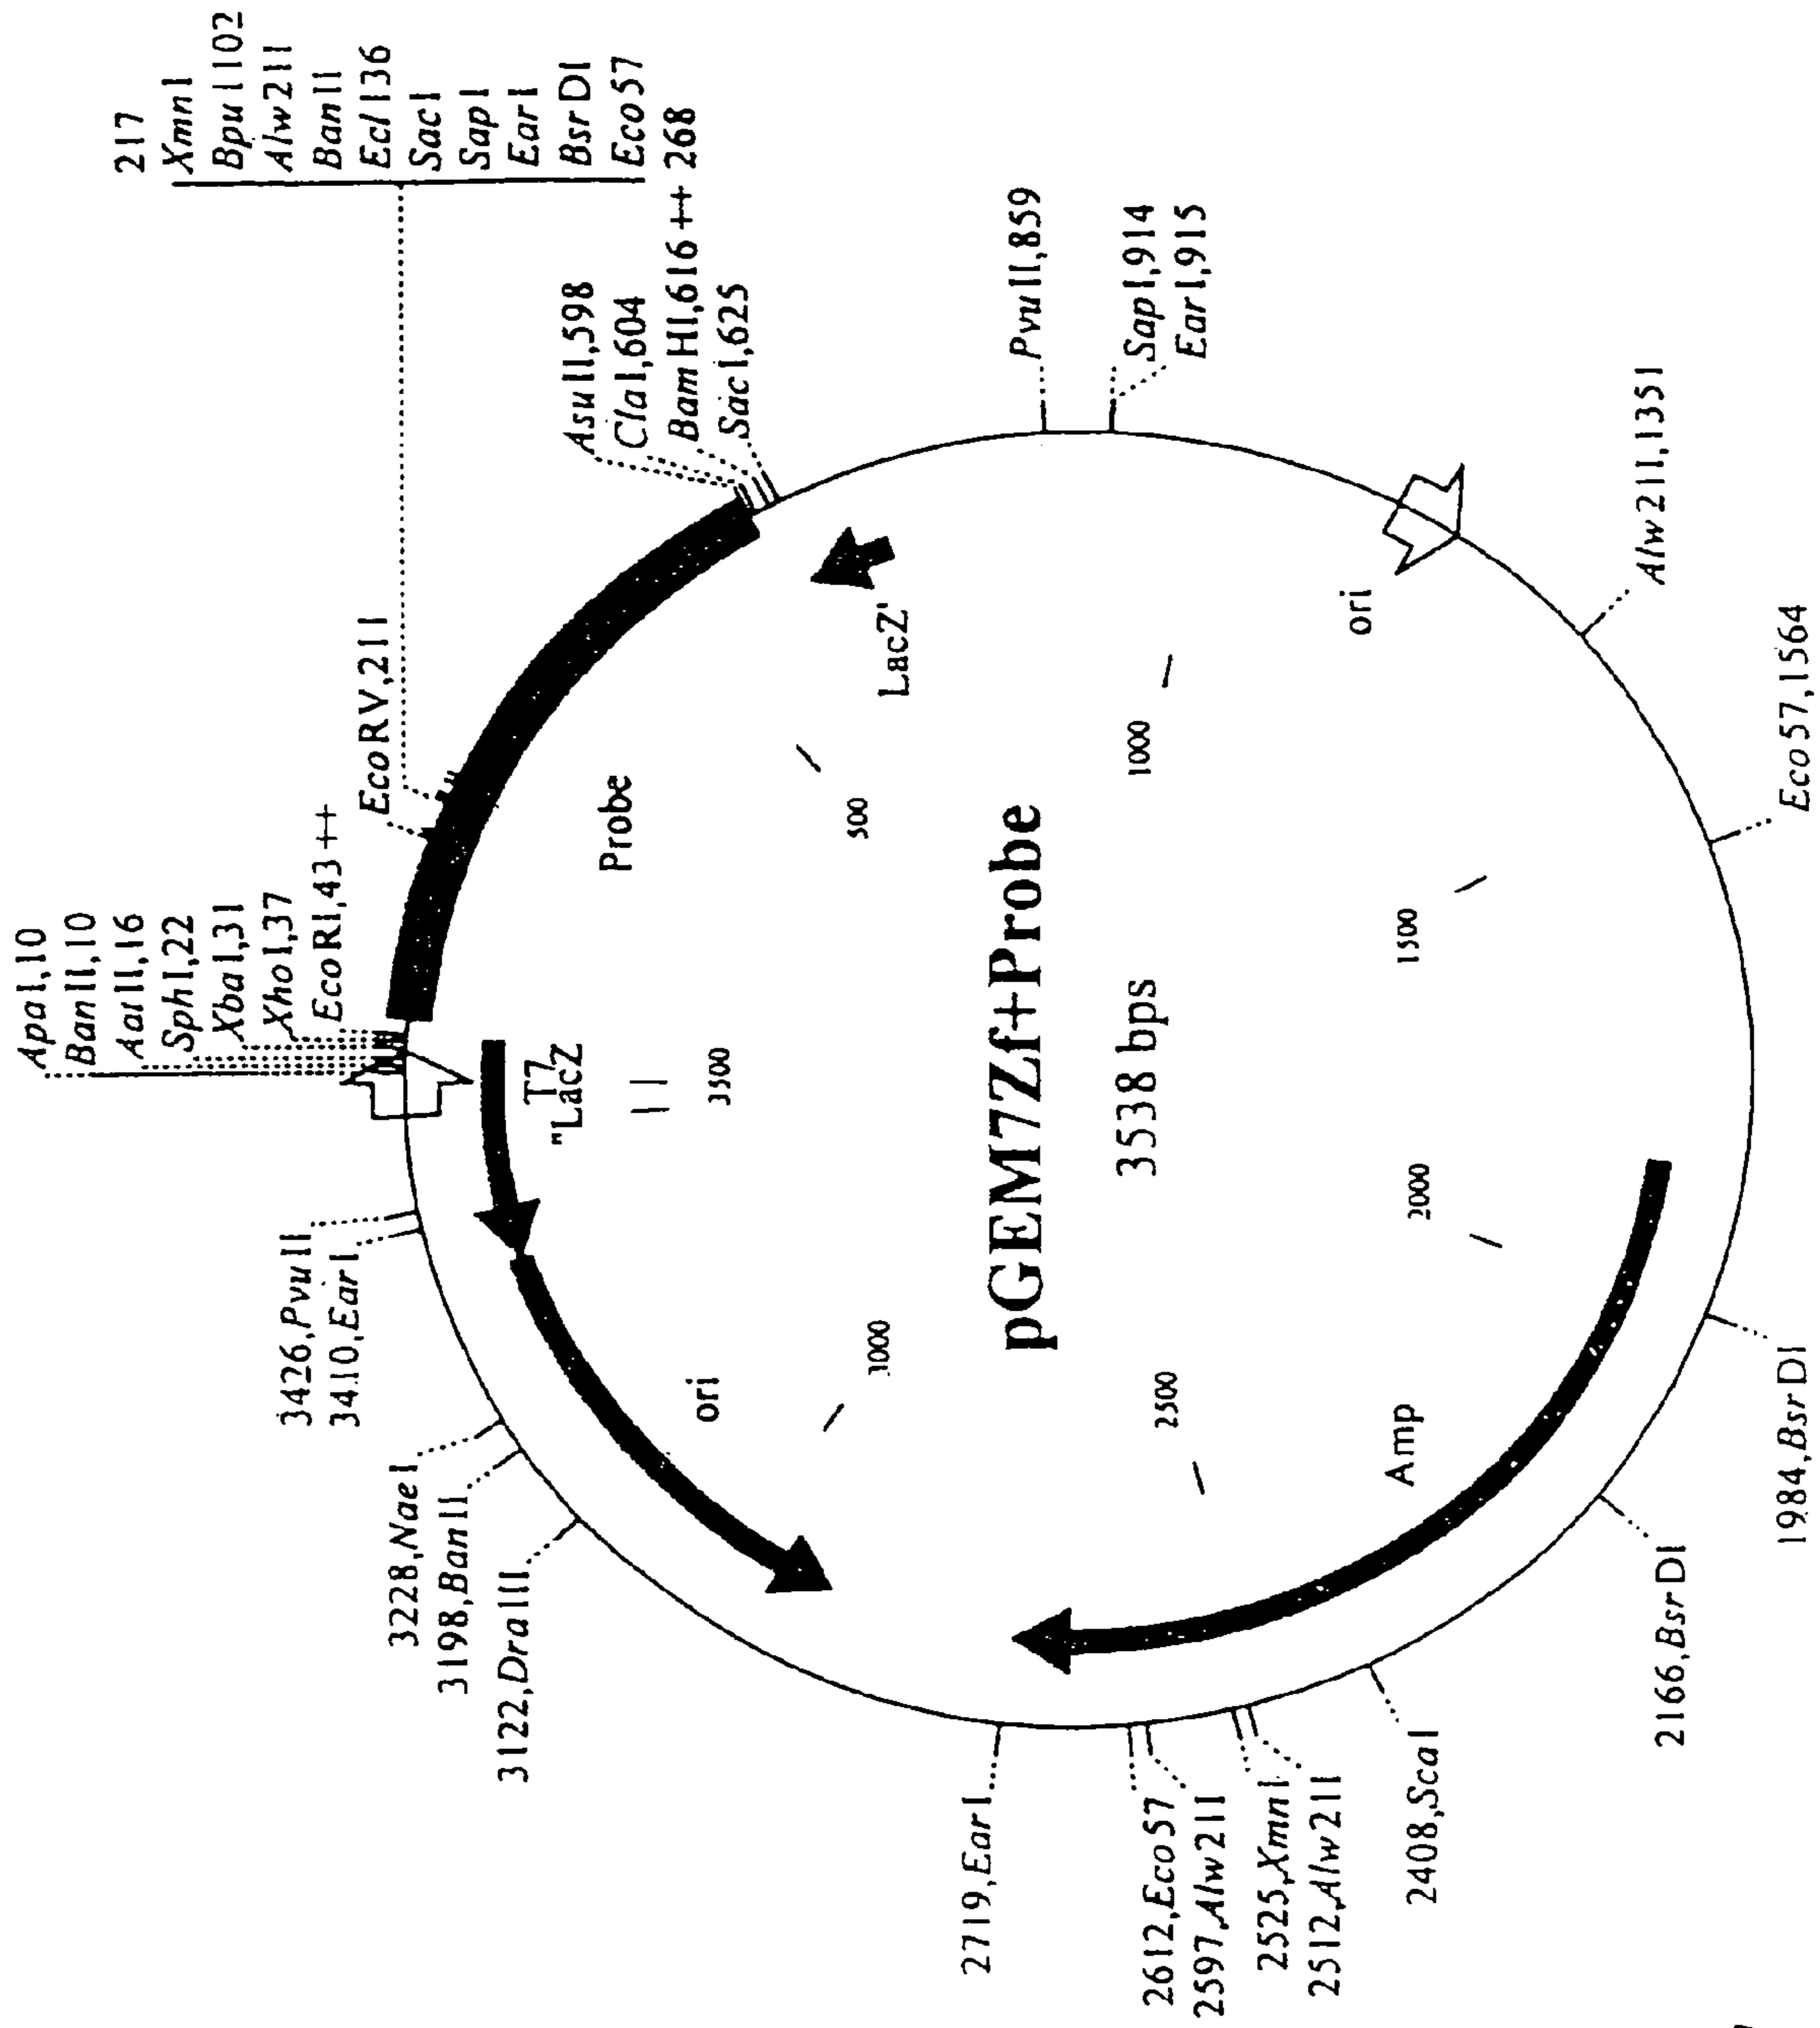 217
XmnI
Bpu1102
Alw21I
BanII
Ecl136
SacI
SapI
EarI
BsrDI
Eco57
268
ApaI,10
BanII,10
AatII,16
SphI,22
XbaI,31
XhoI,37
EcoRI,43 ++
EcoRV,211
AsuII,598
ClaI,604
BamHI,616 ++
SacI,625
PvuII,859
SapI,914
EarI,915
Alw21I,1351
Eco57,1564
1984,BsrDI
2166,BsrDI
2408,ScaI
2512,Alw21I
2525,XmnI
2597,Alw21I
2612,Eco57
2719,EarI
3122,DraIII
3198,BanII
3228,NaeI
3410,EarI
3426,PvuII
T7
"LacZ
Probe
LacZ'
ori
Amp
ori
500
1000
1500
2000
2500
3000
3500
pGEM7Zf+Probe
3538 bps